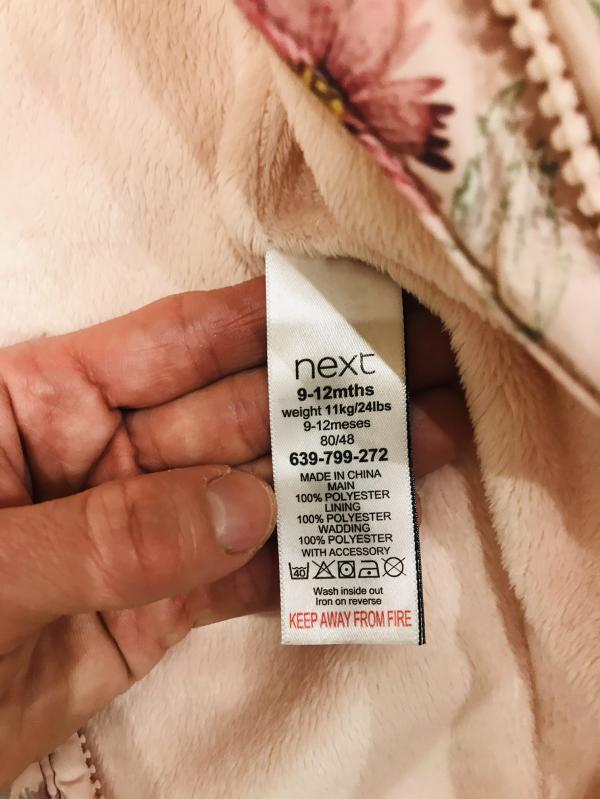 next
9-12mths
weight 11kg/24lbs
9-12meses
80/48
639-799-272
MADE IN CHINA
MAIN
100% POLYESTER
LINING
100% POLYESTER
WADDING
100% POLYESTER
WITH ACCESSORY
40
Wash inside out
Iron on reverse
KEEP AWAY FROM FIRE